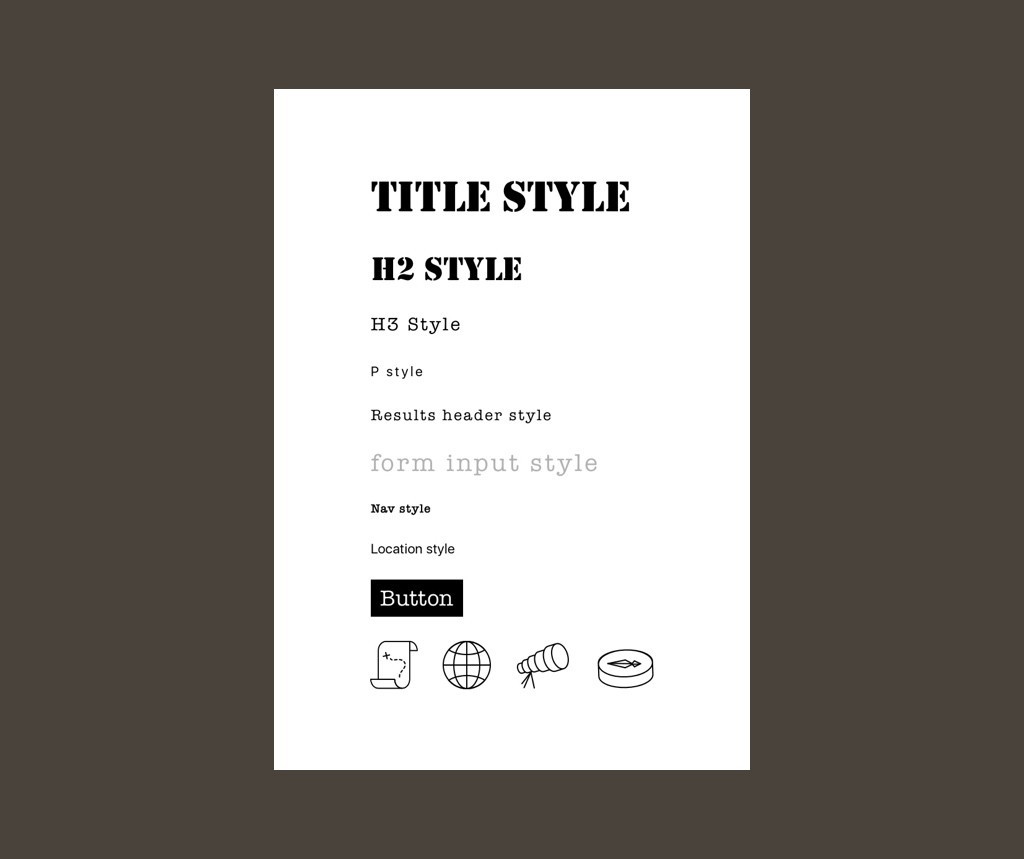 TITLE STYLE
H2 STYLE
H3 Style
P style
Results header style
form input style
Nav style
Location style
Button